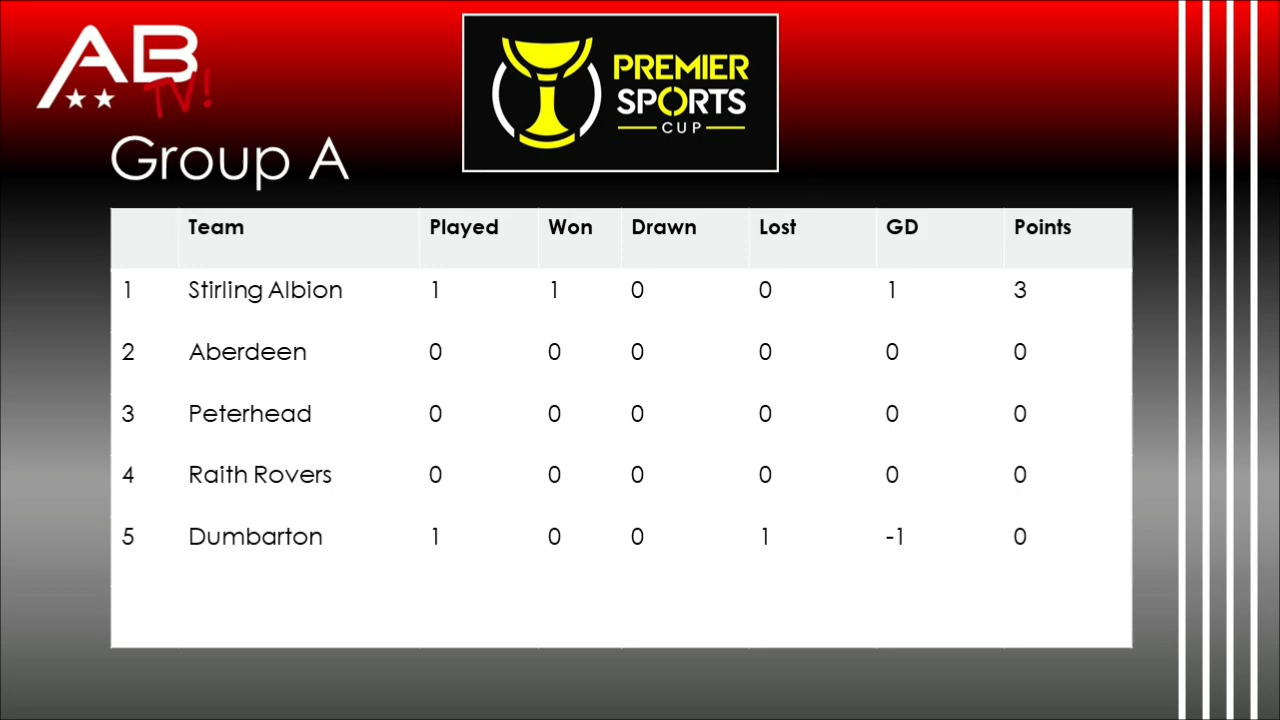 AB
TV!
PREMIER
SPORTS
CUP
Group A
Team Played Won Drawn Lost GD Points
1 Stirling Albion 1 1 0 0 1 3
2 Aberdeen 0 0 0 0 0 0
3 Peterhead 0 0 0 0 0 0
4 Raith Rovers 0 0 0 0 0 0
5 Dumbarton 1 0 0 1 -1 0